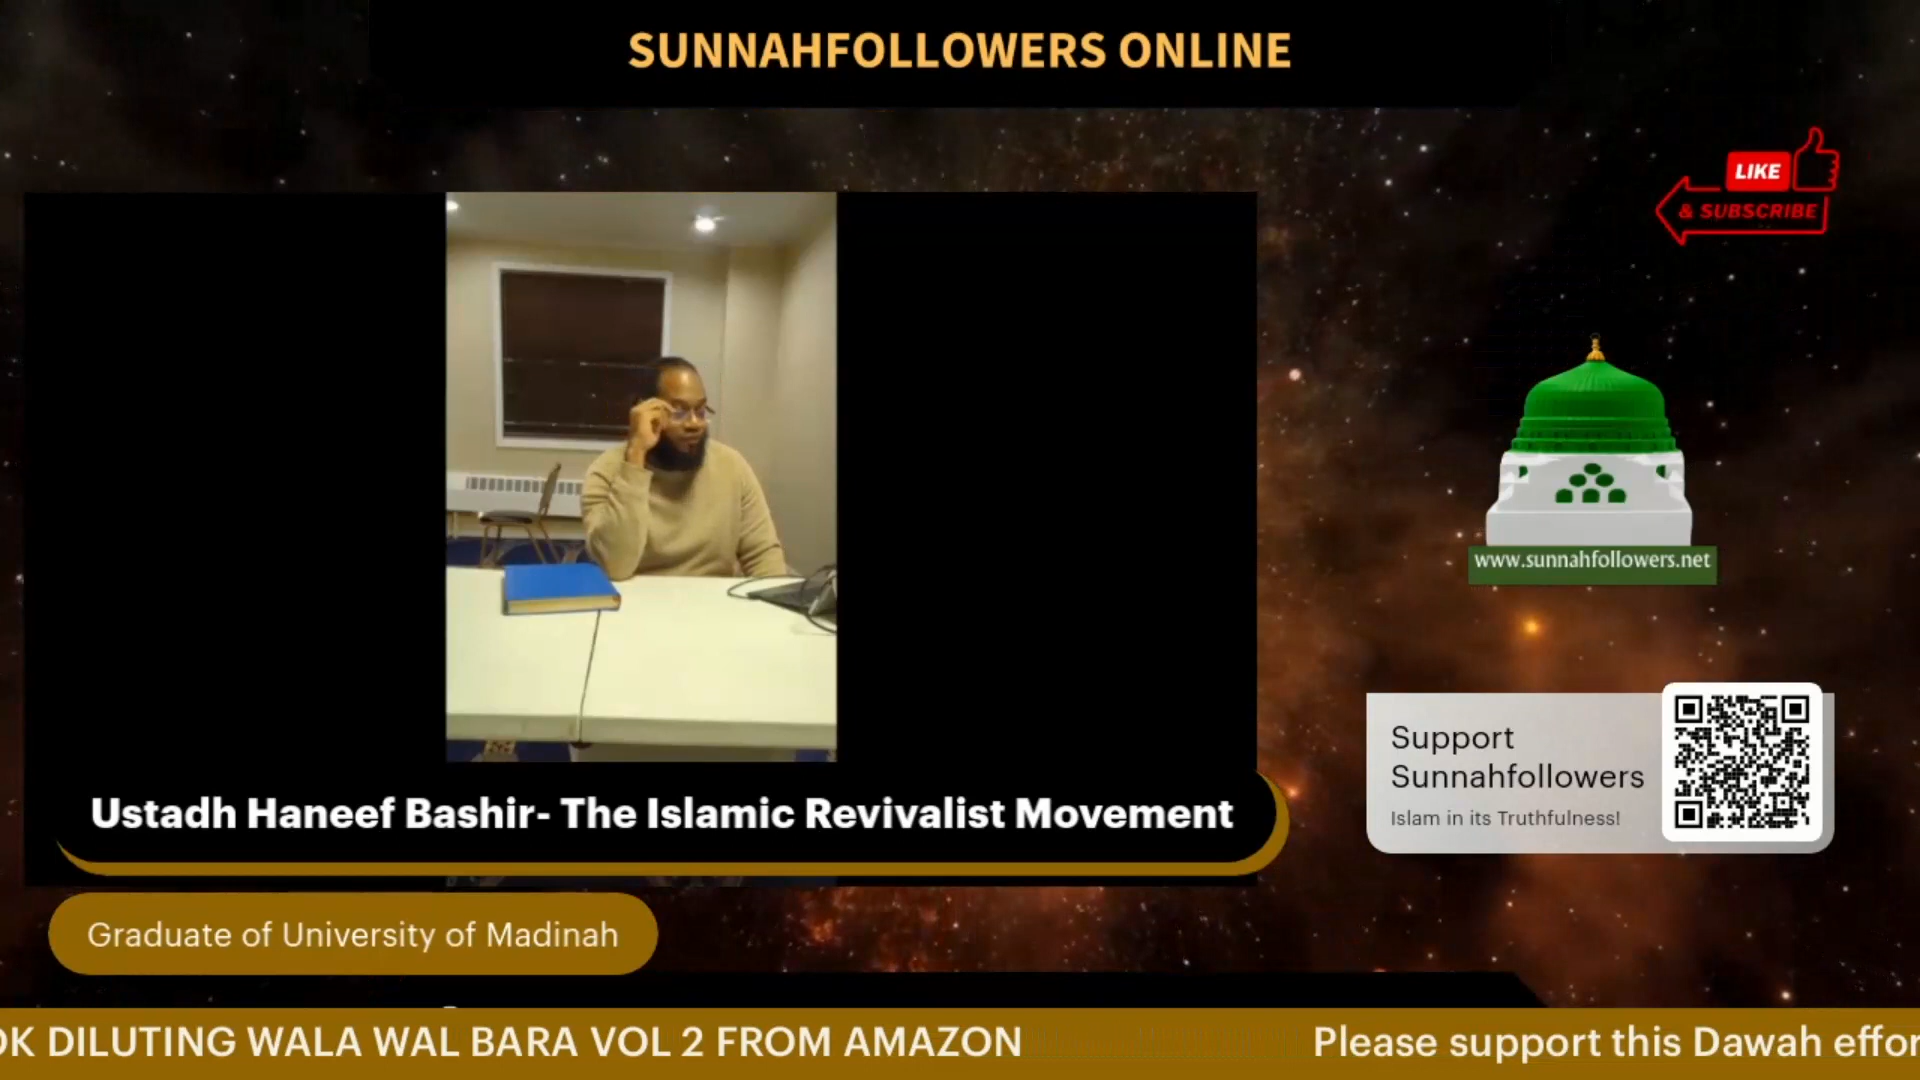 SUNNAHFOLLOWERS ONLINE
LIKE
& SUBSCRIBE
www.sunnahfollowers.net
Support
Sunnahfollowers
Islam in its Truthfulness!
Ustadh Haneef Bashir- The Islamic Revivalist Movement
Graduate of University of Madinah
OK DILUTING WALA WAL BARA VOL 2 FROM AMAZON
Please support this Dawah effor